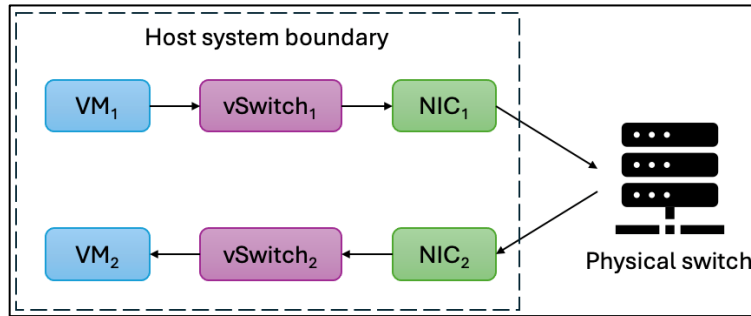 Host system boundary
VM₁
vSwitch₁
NIC₁
VM₂
vSwitch₂
NIC₂
Physical switch